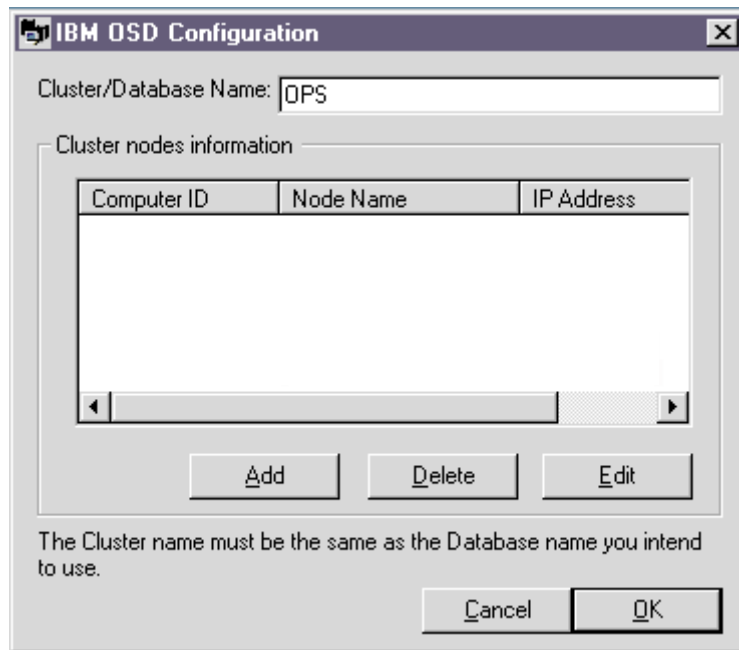 IBM OSD Configuration
Cluster/Database Name: OPS
Cluster nodes information
Computer ID Node Name IP Address
Add Delete Edit
The Cluster name must be the same as the Database name you intend
to use.
Cancel OK